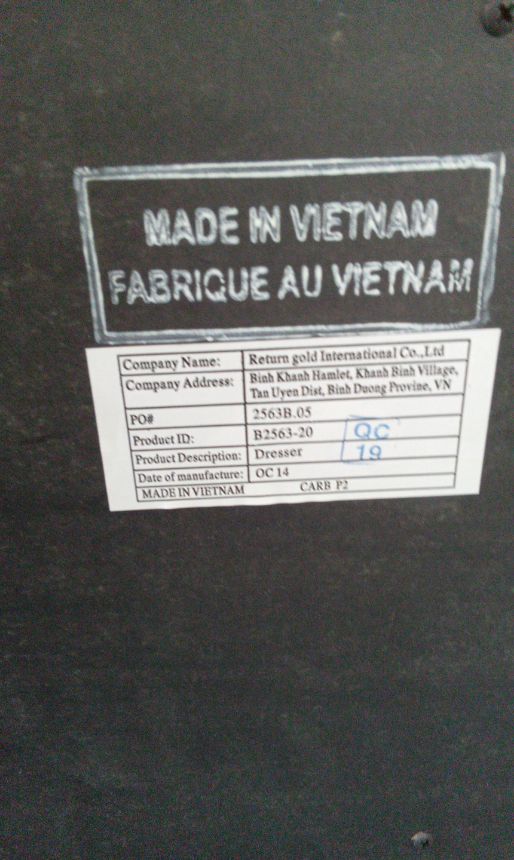 MADE IN VIETNAM
FABRIQUE AU VIETNAM
Company Name: Return gold International Co.,Ltd
Company Address: Binh Khanh Hamlet, Khanh Binh Village,
Tan Uyen Dist, Binh Duong Provine, VN
PO# 2563B.05
Product ID: B2563-20
QC
Product Description: Dresser
19
Date of manufacture: OC 14
MADE IN VIETNAM CARB P2